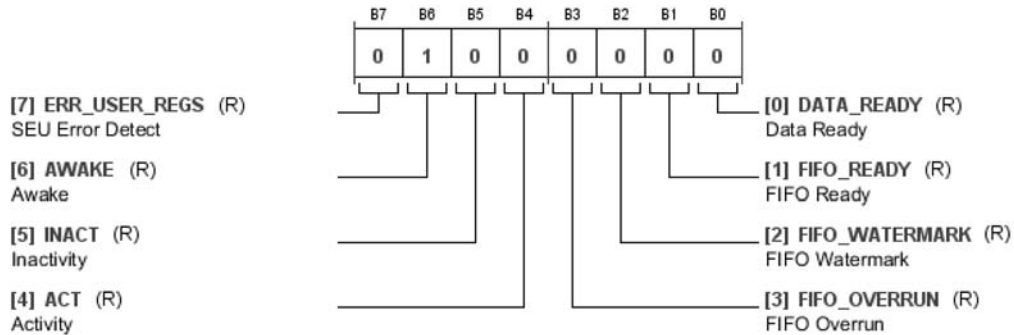 B7 B6 B5 B4 B3 B2 B1 B0
0 1 0 0 0 0 0 0
[7] ERR_USER_REGS (R)
SEU Error Detect
[6] AWAKE (R)
Awake
[5] INACT (R)
Inactivity
[4] ACT (R)
Activity
[0] DATA_READY (R)
Data Ready
[1] FIFO_READY (R)
FIFO Ready
[2] FIFO_WATERMARK (R)
FIFO Watermark
[3] FIFO_OVERRUN (R)
FIFO Overrun